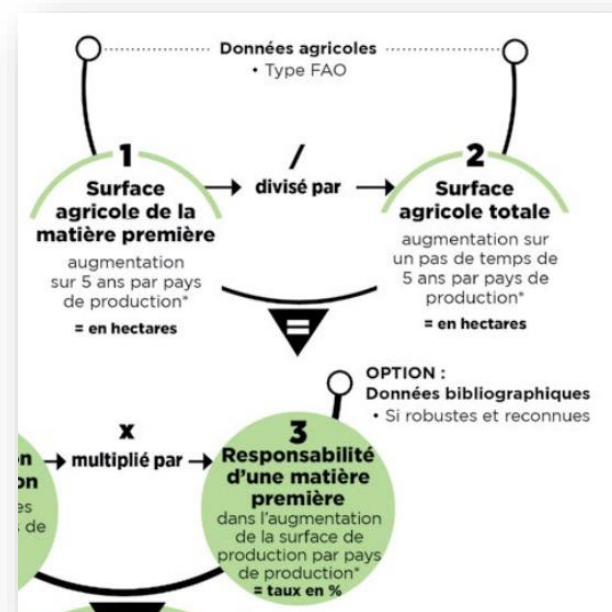 Données agricoles
• Type FAO
1
Surface
agricole de la
matière première
augmentation
sur 5 ans par pays
de production*
= en hectares
/
divisé par
2
Surface
agricole totale
augmentation sur
un pas de temps de
5 ans par pays de
production*
= en hectares
=
OPTION :
Données bibliographiques
• Si robustes et reconnues
x
multiplié par
3
Responsabilité
d'une matière
première
dans l'augmentation
de la surface de
production par pays
de production*
= taux en %
de